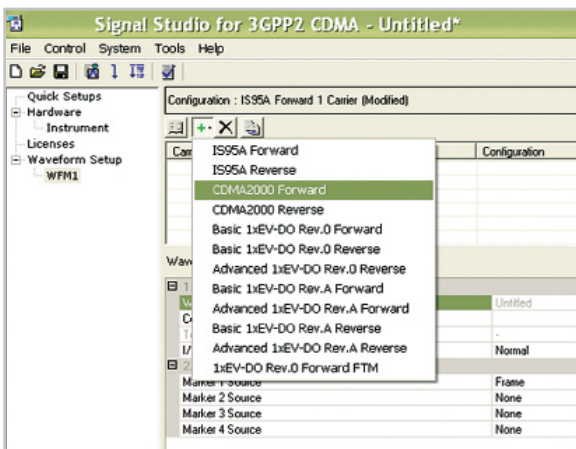 Signal Studio for 3GPP2 CDMA - Untitled*
File Control System Tools Help
Quick Setups
Hardware
Instrument
Licenses
Waveform Setup
WFM1
Configuration : IS95A Forward 1 Carrier (Modified)
Configuration
IS95A Forward
IS95A Reverse
CDMA2000 Forward
CDMA2000 Reverse
Basic 1xEV-DO Rev.0 Forward
Basic 1xEV-DO Rev.0 Reverse
Advanced 1xEV-DO Rev.0 Reverse
Basic 1xEV-DO Rev.A Forward
Advanced 1xEV-DO Rev.A Forward
Basic 1xEV-DO Rev.A Reverse
Advanced 1xEV-DO Rev.A Reverse
1xEV-DO Rev.0 Forward FTM
Untitled
-
Normal
Marker 1 Source Frame
Marker 2 Source None
Marker 3 Source None
Marker 4 Source None